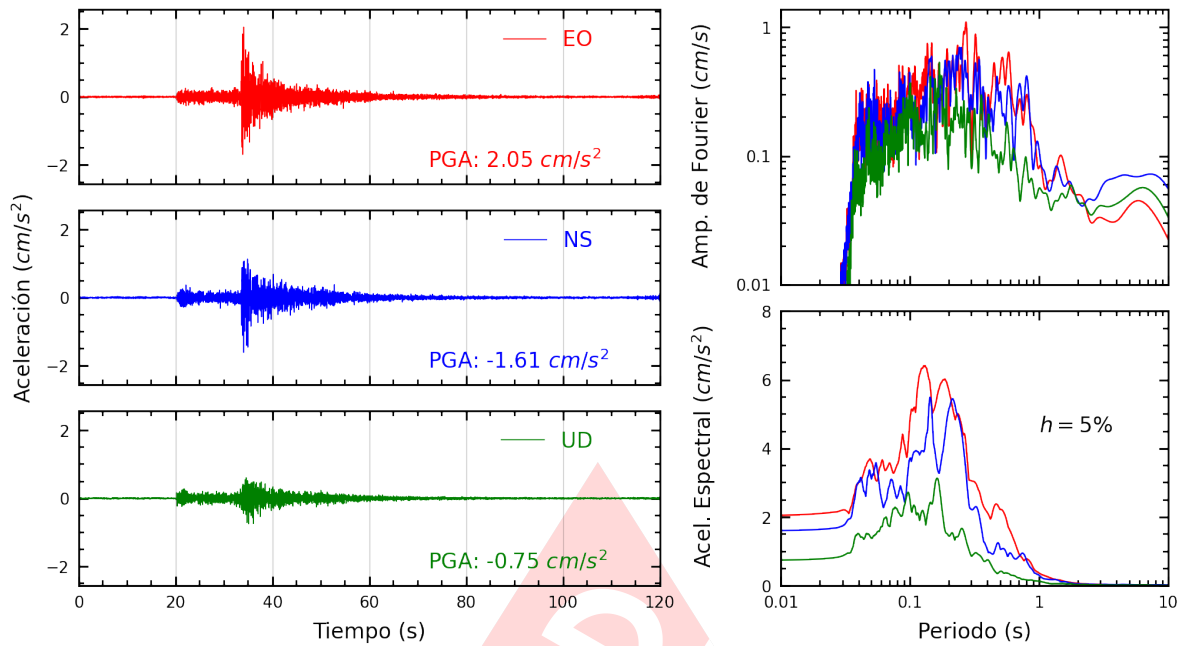 Aceleración (cm/s²)
2
0
−2
EO
PGA: 2.05 cm/s²
2
0
−2
NS
PGA: -1.61 cm/s²
2
0
−2
UD
PGA: -0.75 cm/s²
0 20 40 60 80 100 120
Tiempo (s)
Amp. de Fourier (cm/s)
1
0.1
0.01
Acel. Espectral (cm/s²)
8
6
4
2
0
h = 5%
0.01 0.1 1 10
Periodo (s)